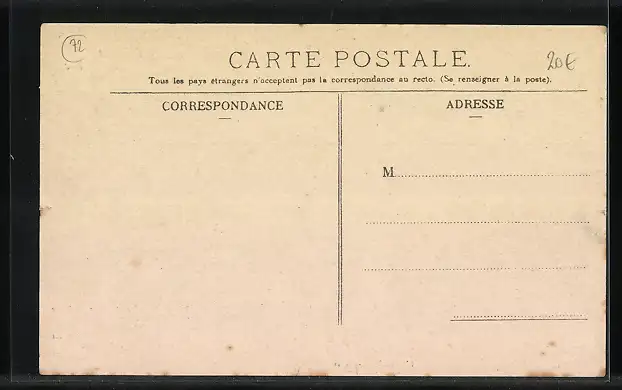 72
CARTE POSTALE.
20€
Tous les pays étrangers n'acceptent pas la correspondance au recto. (Se renseigner à la poste).
CORRESPONDANCE
ADRESSE
M